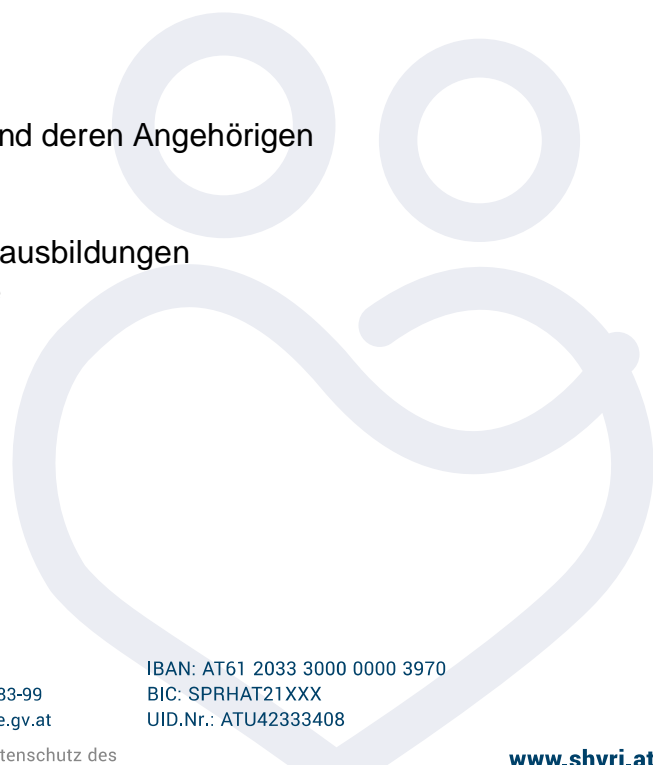 nd deren Angehörigen
ausbildungen
IBAN: AT61 2033 3000 0000 3970
83-99
BIC: SPRHAT21XXX
e.gv.at
UID.Nr.: ATU42333408
tenschutz des
www.shvri.at